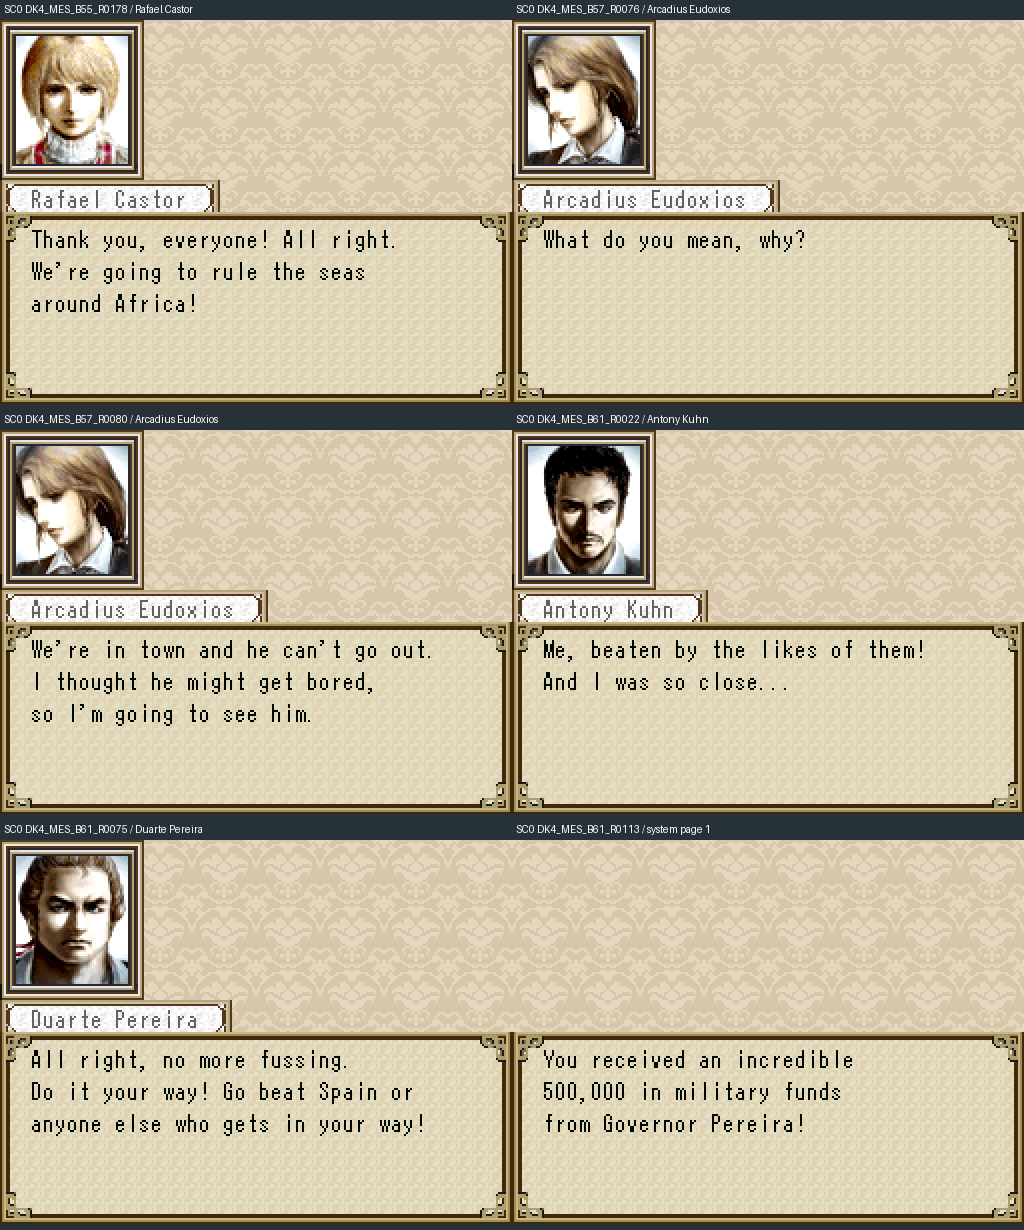 SC0 DK4_MES_B55_R0178 / Rafael Castor
Rafael Castor
Thank you, everyone! All right.
We're going to rule the seas
around Africa!
SC0 DK4_MES_B57_R0076 / Arcadius Eudoxios
Arcadius Eudoxios
What do you mean, why?
SC0 DK4_MES_B57_R0080 / Arcadius Eudoxios
Arcadius Eudoxios
We're in town and he can't go out.
I thought he might get bored,
so I'm going to see him.
SC0 DK4_MES_B61_R0022 / Antony Kuhn
Antony Kuhn
Me, beaten by the likes of them!
And I was so close...
SC0 DK4_MES_B61_R0075 / Duarte Pereira
Duarte Pereira
All right, no more fussing.
Do it your way! Go beat Spain or
anyone else who gets in your way!
SC0 DK4_MES_B61_R0113 / system page 1
You received an incredible
500,000 in military funds
from Governor Pereira!